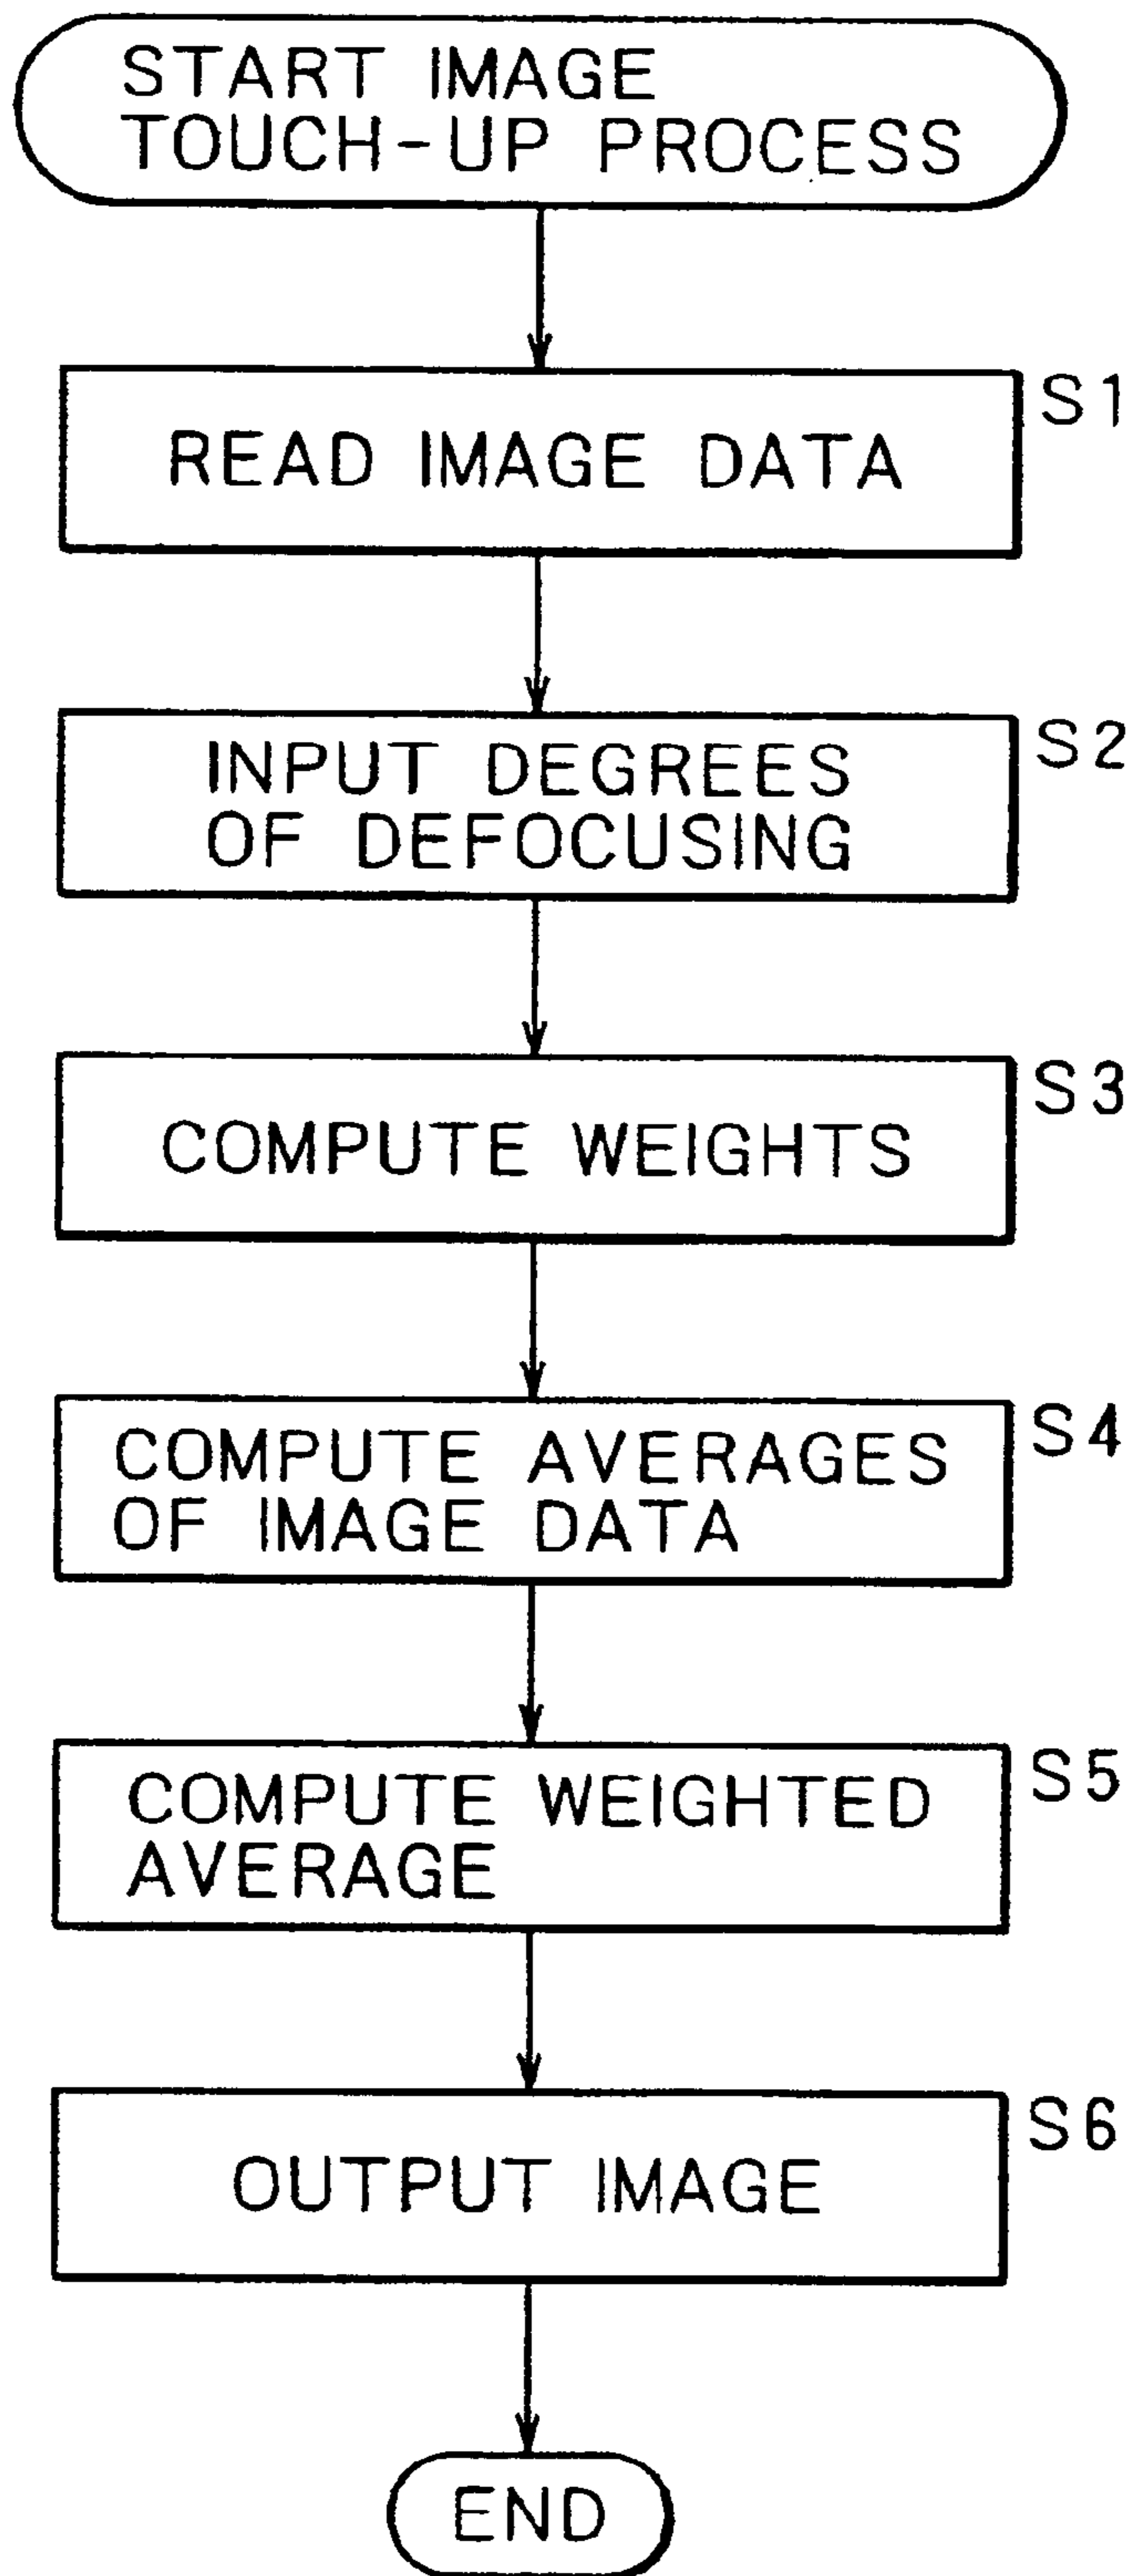 START IMAGE
TOUCH-UP PROCESS
S1
READ IMAGE DATA
S2
INPUT DEGREES
OF DEFOCUSING
S3
COMPUTE WEIGHTS
S4
COMPUTE AVERAGES
OF IMAGE DATA
S5
COMPUTE WEIGHTED
AVERAGE
S6
OUTPUT IMAGE
END